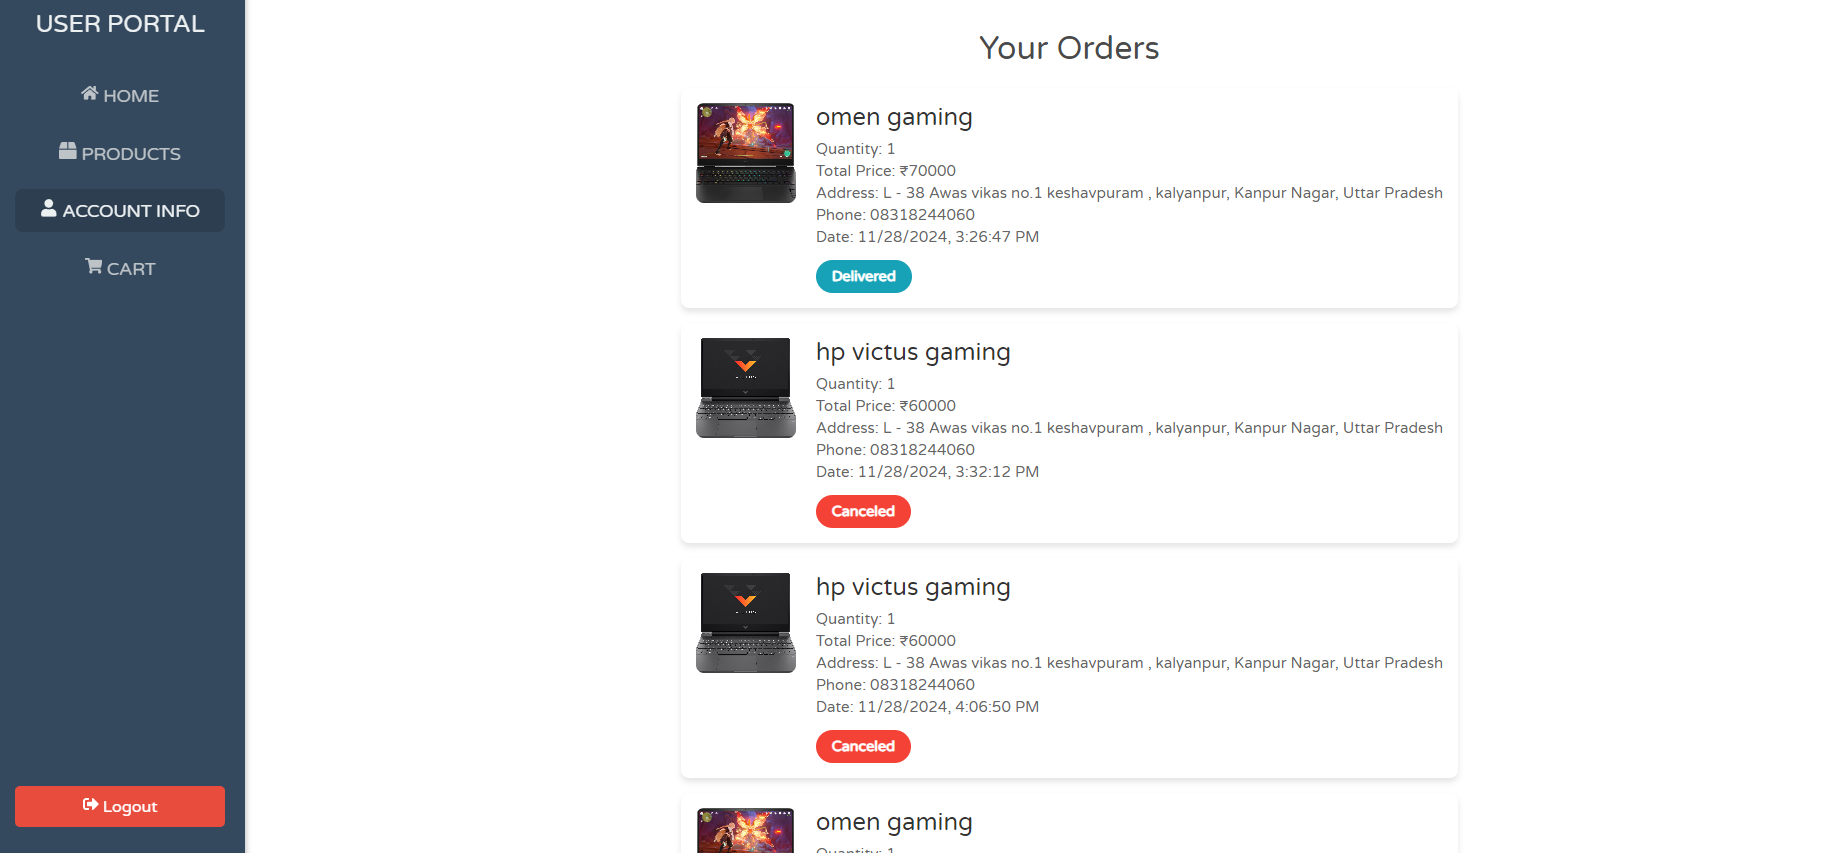 USER PORTAL
HOME
PRODUCTS
ACCOUNT INFO
CART
Logout
Your Orders
omen gaming
Quantity: 1
Total Price: ₹70000
Address: L - 38 Awas vikas no.1 keshavpuram , kalyanpur, Kanpur Nagar, Uttar Pradesh
Phone: 08318244060
Date: 11/28/2024, 3:26:47 PM
Delivered
hp victus gaming
Quantity: 1
Total Price: ₹60000
Address: L - 38 Awas vikas no.1 keshavpuram , kalyanpur, Kanpur Nagar, Uttar Pradesh
Phone: 08318244060
Date: 11/28/2024, 3:32:12 PM
Canceled
hp victus gaming
Quantity: 1
Total Price: ₹60000
Address: L - 38 Awas vikas no.1 keshavpuram , kalyanpur, Kanpur Nagar, Uttar Pradesh
Phone: 08318244060
Date: 11/28/2024, 4:06:50 PM
Canceled
omen gaming
Quantity: 1